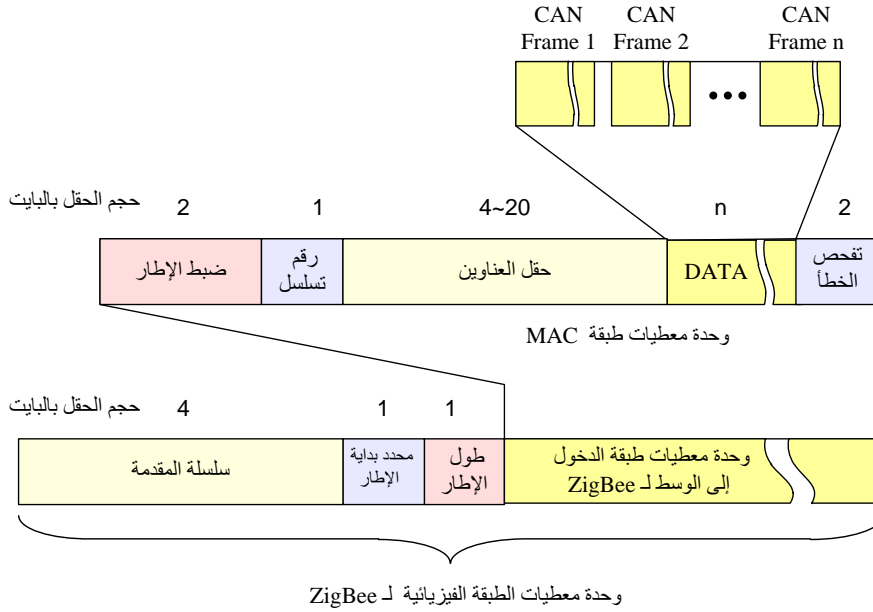 CAN Frame 1
CAN Frame 2
CAN Frame n
•••
حجم الحقل بالبايت
2
1
4~20
n
2
ضبط الإطار
رقم
تسلسل
حقل العناوين
DATA
تفحص
الخطأ
وحدة معطيات طبقة MAC
حجم الحقل بالبايت
4
1
1
سلسلة المقدمة
محدد بداية
الإطار
طول
الإطار
وحدة معطيات طبقة الدخول
إلى الوسط لـ ZigBee
وحدة معطيات الطبقة الفيزيائية لـ ZigBee